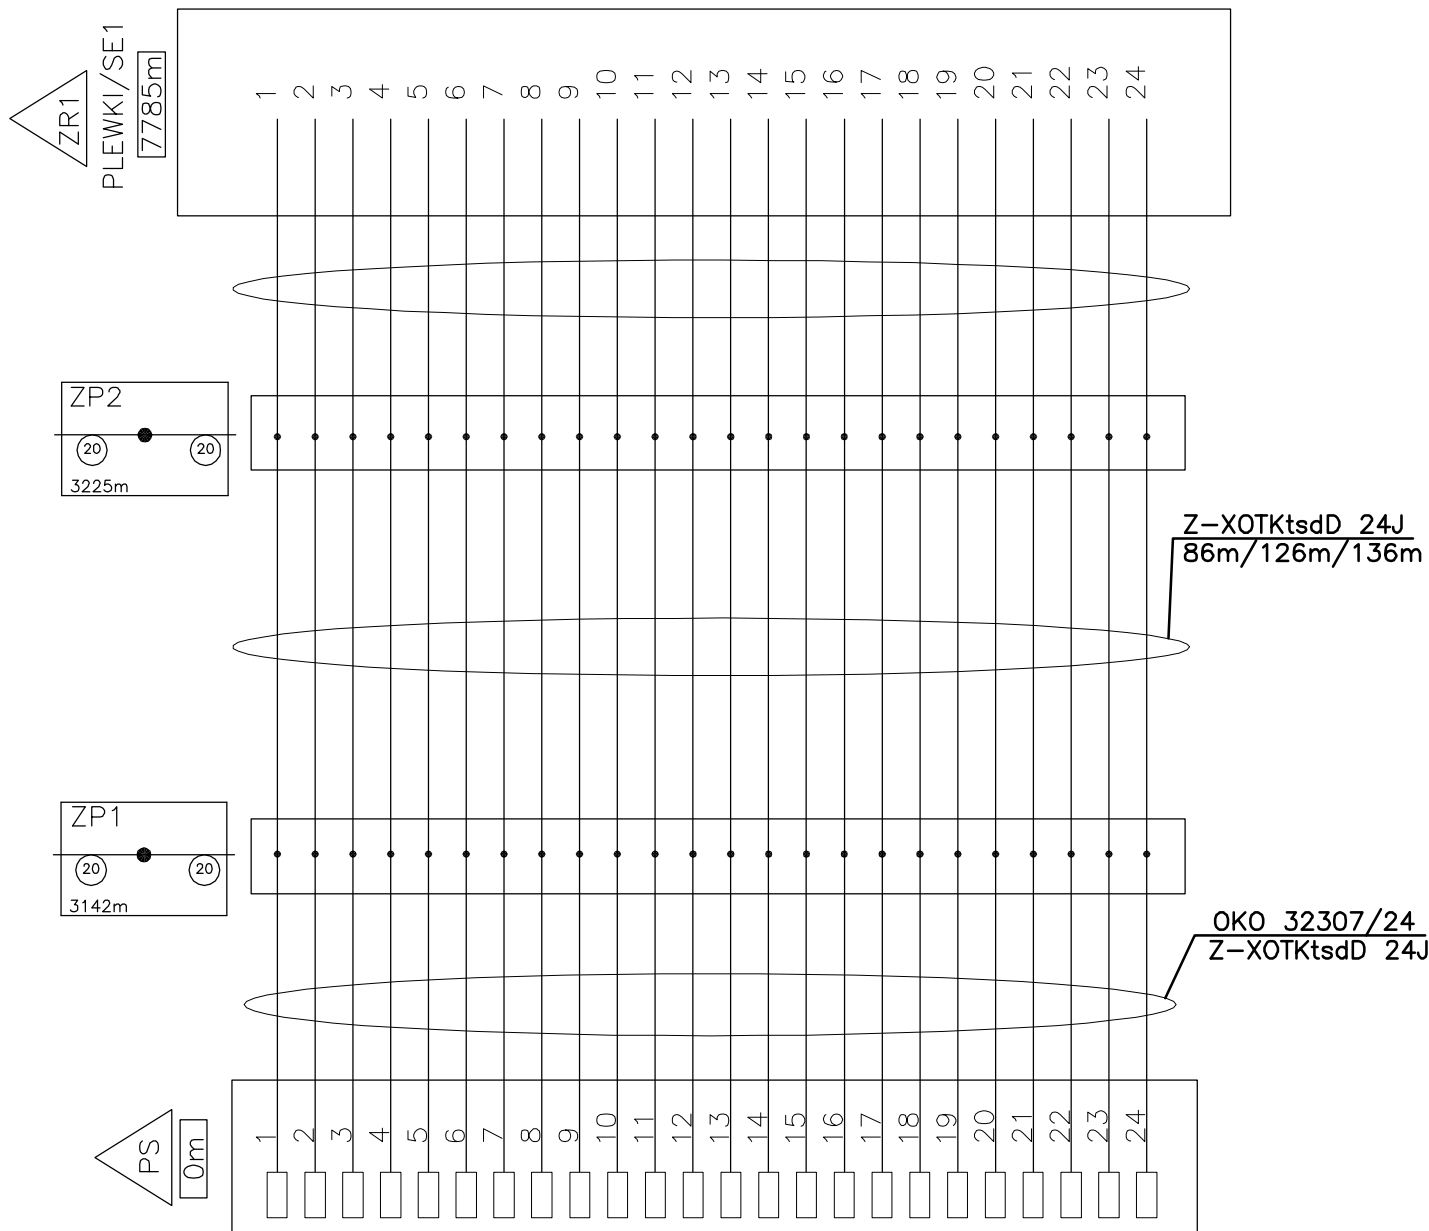 ZR1
PLEWKI/SE1
7785m
1 2 3 4 5 6 7 8 9 10 11 12 13 14 15 16 17 18 19 20 21 22 23 24
ZP2
20 20
3225m
Z-XOTKtsdD 24J
86m/126m/136m
ZP1
20 20
3142m
OKO 32307/24
Z-XOTKtsdD 24J
PS
0m
1 2 3 4 5 6 7 8 9 10 11 12 13 14 15 16 17 18 19 20 21 22 23 24